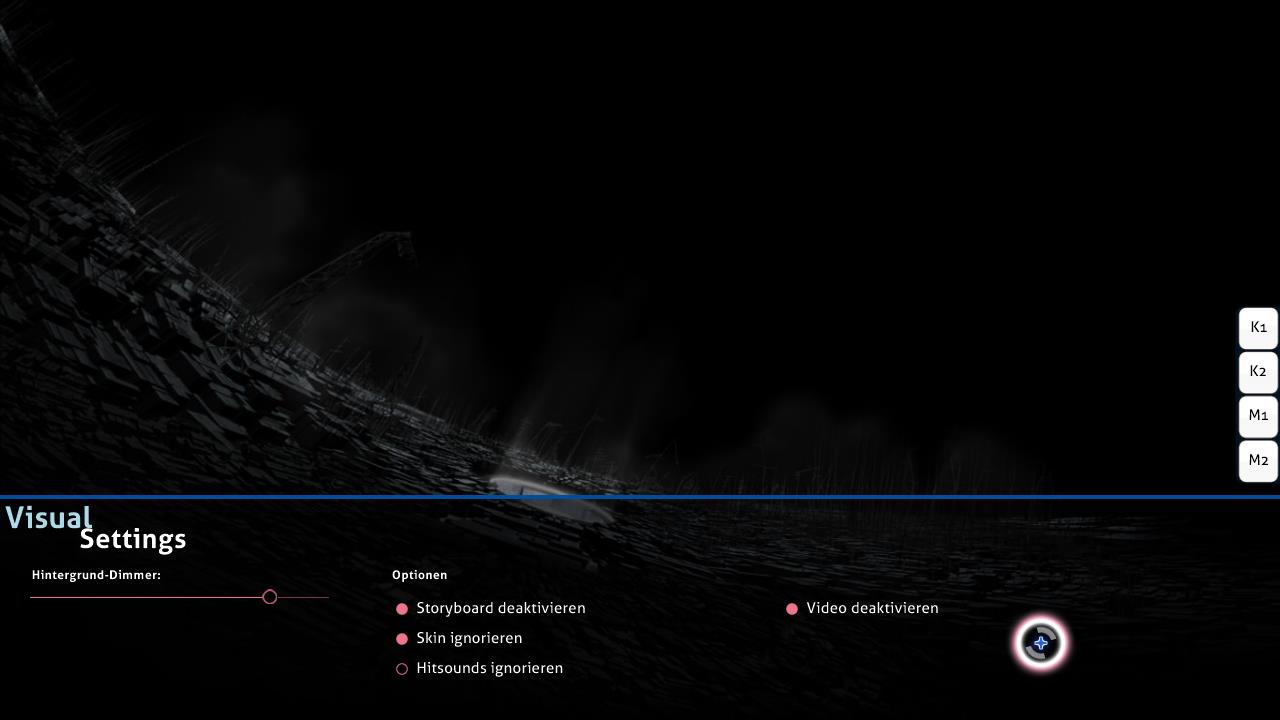 K1
K2
M1
M2
Visual
Settings
Hintergrund-Dimmer:
Optionen
Storyboard deaktivieren
Video deaktivieren
Skin ignorieren
Hitsounds ignorieren